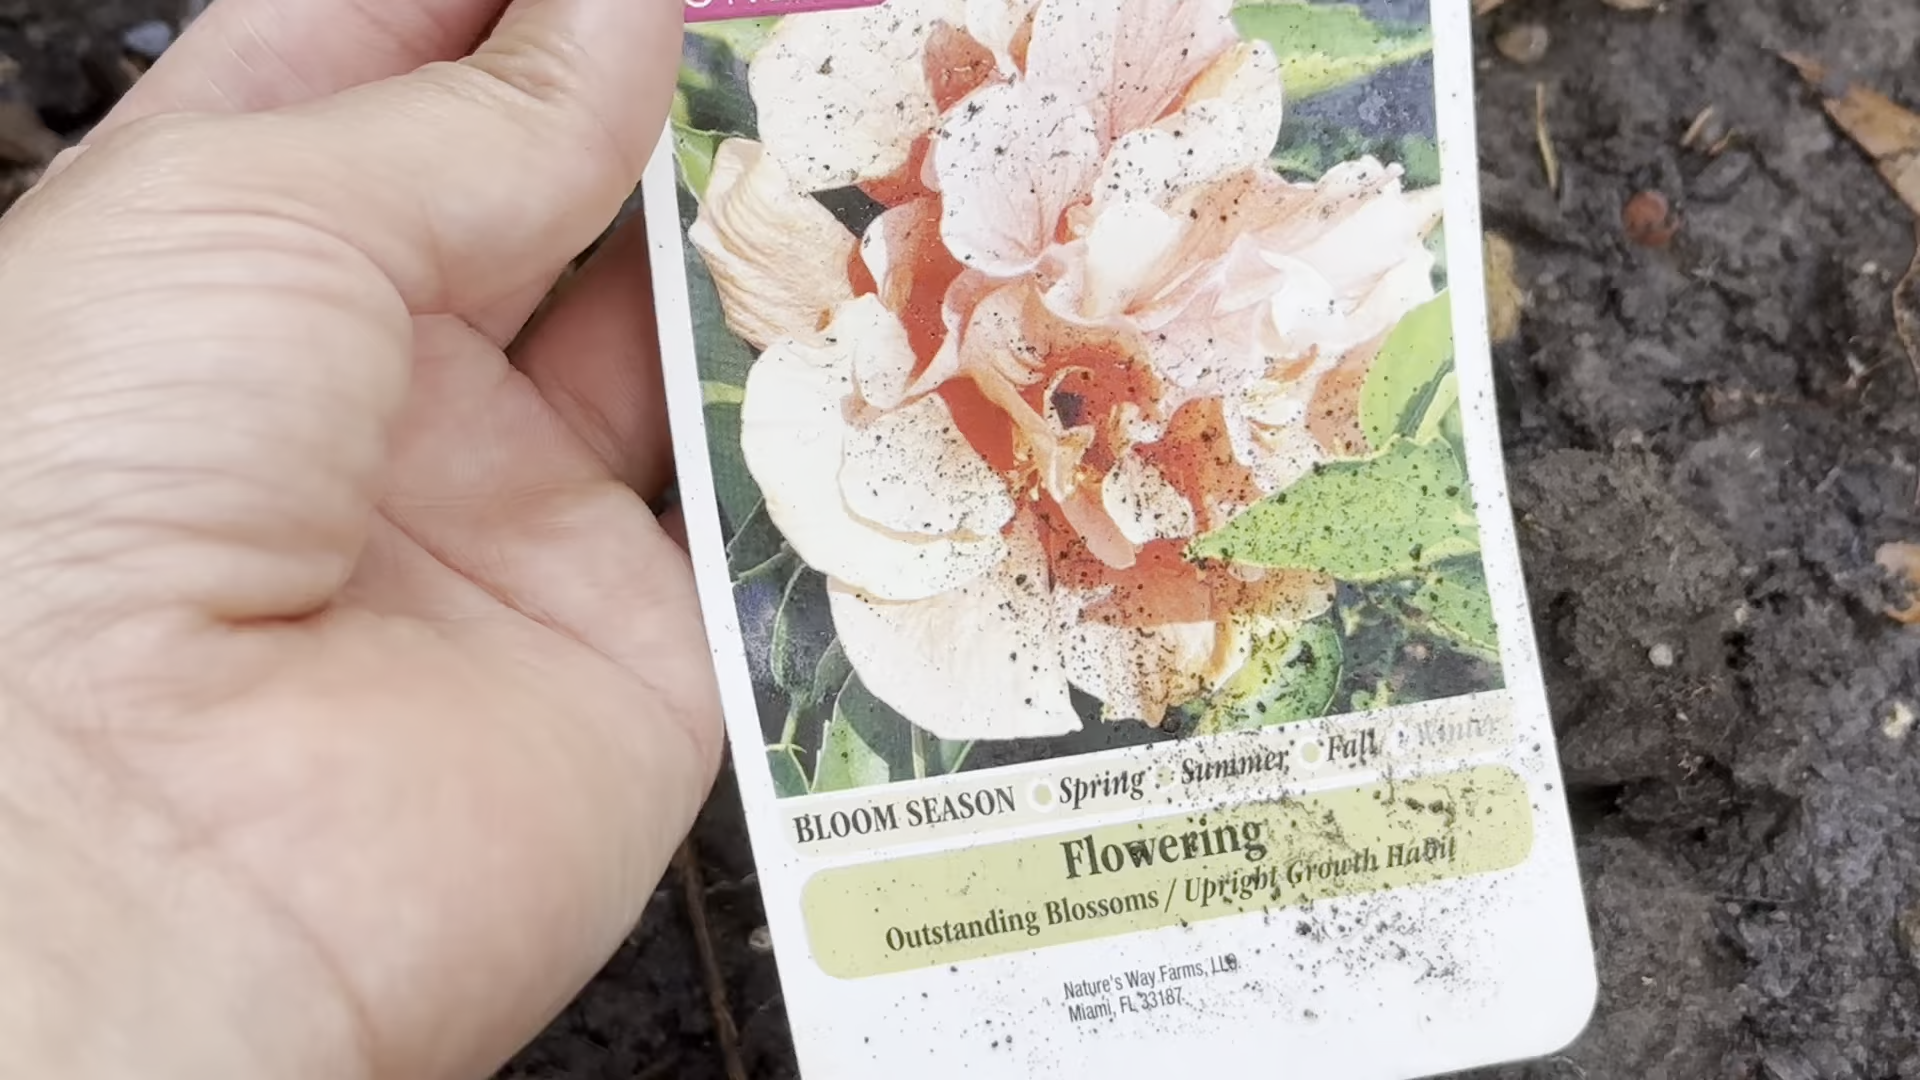 BLOOM SEASON Spring Summer Fall Winter
Flowering
Outstanding Blossoms / Upright Growth Habit
Nature's Way Farms, LLC.
Miami, FL 33187